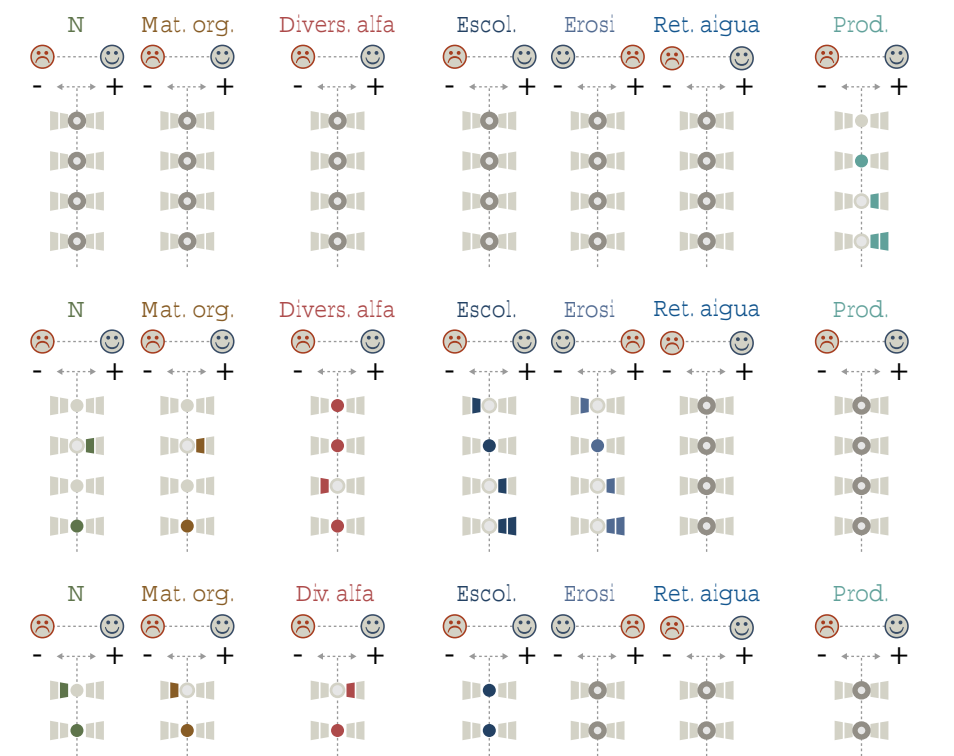 N Mat. org. Divers. alfa Escol. Erosi Ret. aigua Prod.
- + - + - + - + - + - + - +
N Mat. org. Divers. alfa Escol. Erosi Ret. aigua Prod.
- + - + - + - + - + - + - +
N Mat. org. Div. alfa Escol. Erosi Ret. aigua Prod.
- + - + - + - + - + - + - +